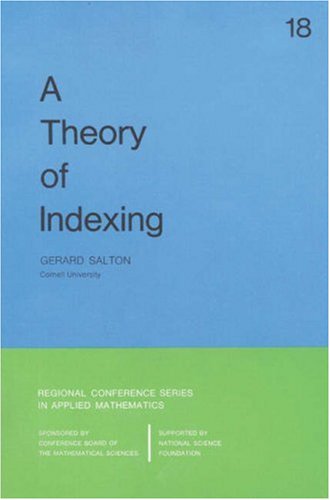 18
A
Theory
of
Indexing
GERARD SALTON
Cornell University
REGIONAL CONFERENCE SERIES
IN APPLIED MATHEMATICS
SPONSORED BY
CONFERENCE BOARD OF
THE MATHEMATICAL SCIENCES
SUPPORTED BY
NATIONAL SCIENCE
FOUNDATION